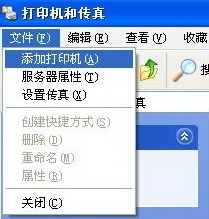 打印机和传真
文件(F) 编辑(E) 查看(V) 收藏
添加打印机(A)
服务器属性(T)
设置传真(X)
创建快捷方式(S)
删除(D)
重命名(M)
属性(R)
关闭(C)
搜
真